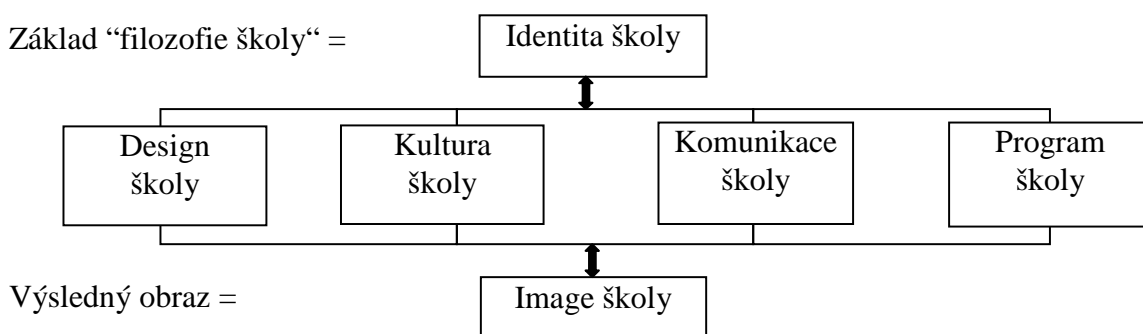 Základ “filozofie školy“ =
Identita školy
Design
školy
Kultura
školy
Komunikace
školy
Program
školy
Výsledný obraz =
Image školy